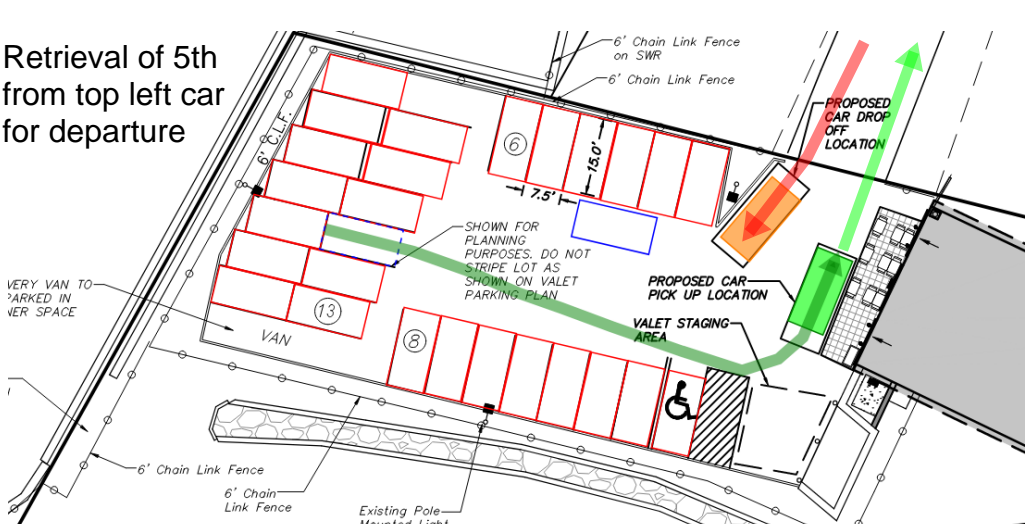 Retrieval of 5th
from top left car
for departure
6' Chain Link Fence
on SWR
6' Chain Link Fence
PROPOSED
CAR DROP
OFF
LOCATION
6' C.L.F.
6
15.0'
7.5'
SHOWN FOR
PLANNING
PURPOSES. DO NOT
STRIPE LOT AS
SHOWN ON VALET
PARKING PLAN
PROPOSED CAR
PICK UP LOCATION
VERY VAN TO
PARKED IN
NER SPACE
13
VAN
8
VALET STAGING
AREA
6' Chain Link Fence
6' Chain
Link Fence
Existing Pole
Mounted Light